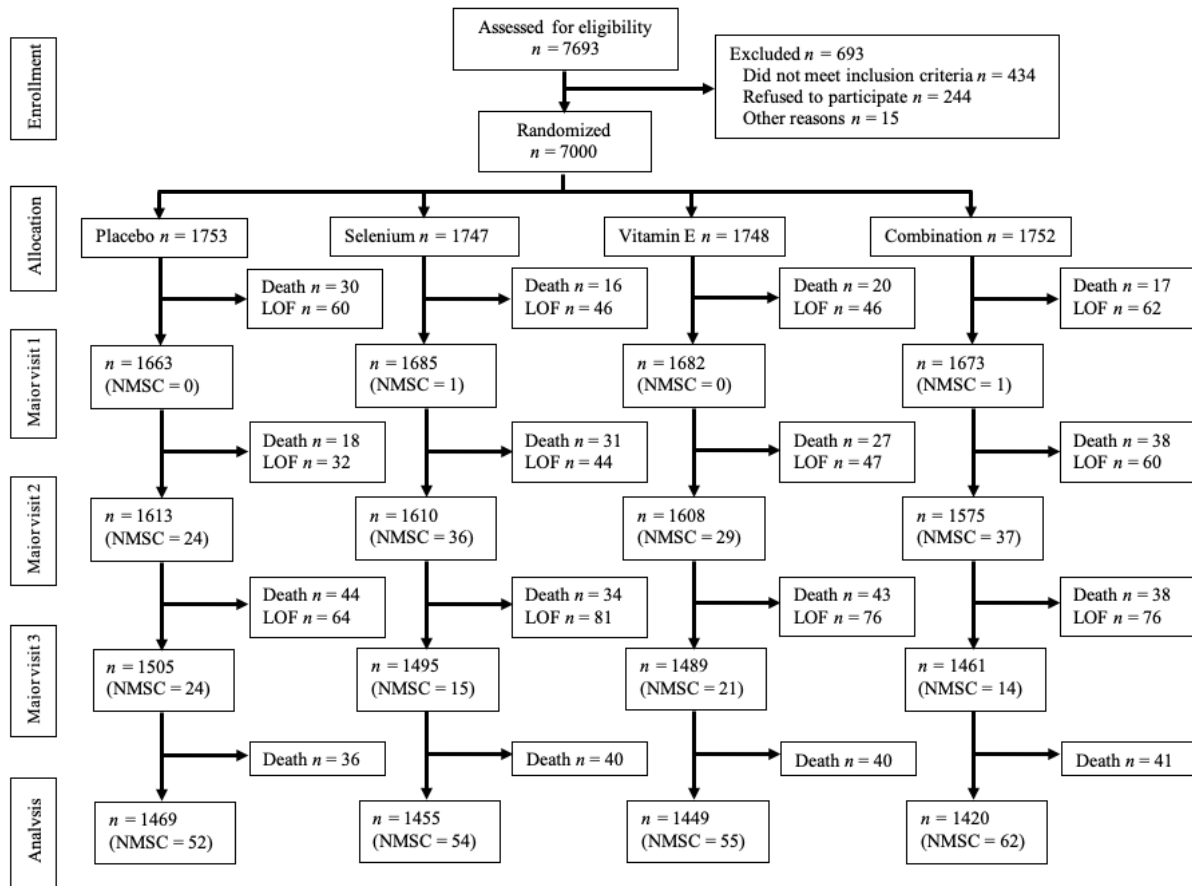 Enrollment
Assessed for eligibility
n = 7693
Excluded n = 693
Did not meet inclusion criteria n = 434
Refused to participate n = 244
Other reasons n = 15
Randomized
n = 7000
Allocation
Placebo n = 1753
Selenium n = 1747
Vitamin E n = 1748
Combination n = 1752
Death n = 30
LOF n = 60
Death n = 16
LOF n = 46
Death n = 20
LOF n = 46
Death n = 17
LOF n = 62
Maior visit 1
n = 1663
(NMSC = 0)
n = 1685
(NMSC = 1)
n = 1682
(NMSC = 0)
n = 1673
(NMSC = 1)
Death n = 18
LOF n = 32
Death n = 31
LOF n = 44
Death n = 27
LOF n = 47
Death n = 38
LOF n = 60
Maior visit 2
n = 1613
(NMSC = 24)
n = 1610
(NMSC = 36)
n = 1608
(NMSC = 29)
n = 1575
(NMSC = 37)
Death n = 44
LOF n = 64
Death n = 34
LOF n = 81
Death n = 43
LOF n = 76
Death n = 38
LOF n = 76
Maior visit 3
n = 1505
(NMSC = 24)
n = 1495
(NMSC = 15)
n = 1489
(NMSC = 21)
n = 1461
(NMSC = 14)
Death n = 36
Death n = 40
Death n = 40
Death n = 41
Analvsis
n = 1469
(NMSC = 52)
n = 1455
(NMSC = 54)
n = 1449
(NMSC = 55)
n = 1420
(NMSC = 62)